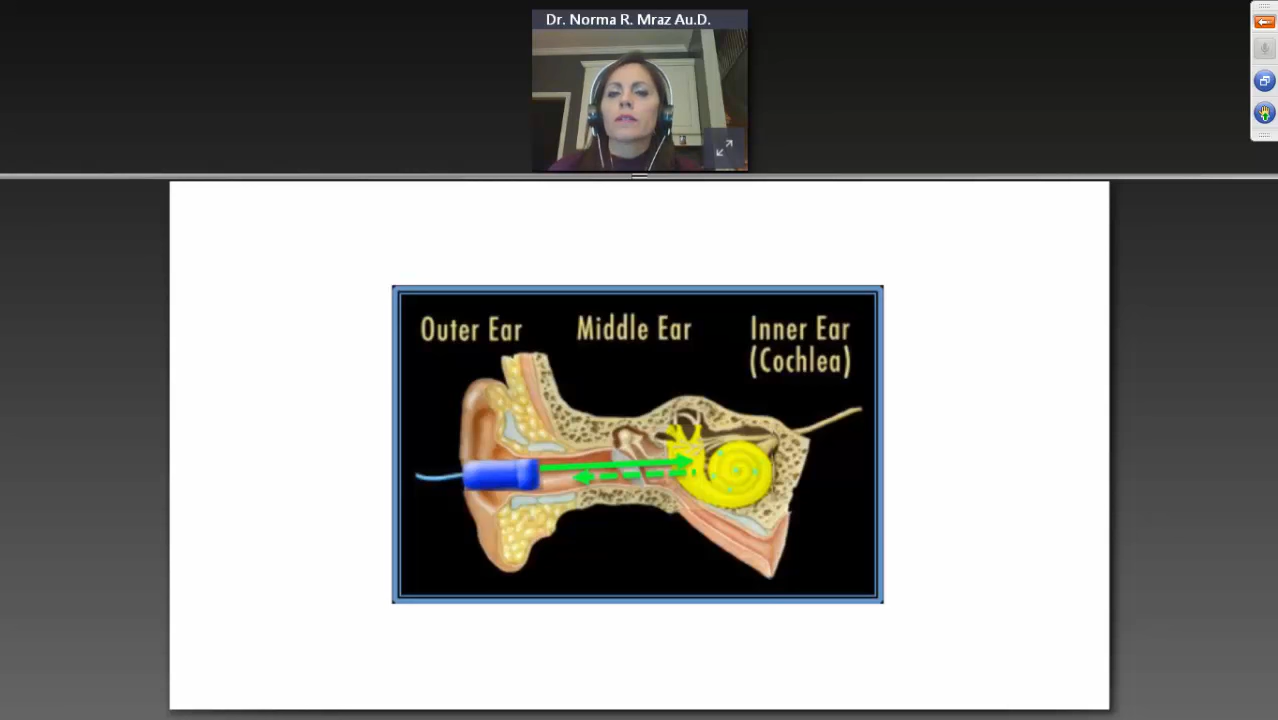 Dr. Norma R. Mraz Au.D.
Outer Ear
Middle Ear
Inner Ear
(Cochlea)